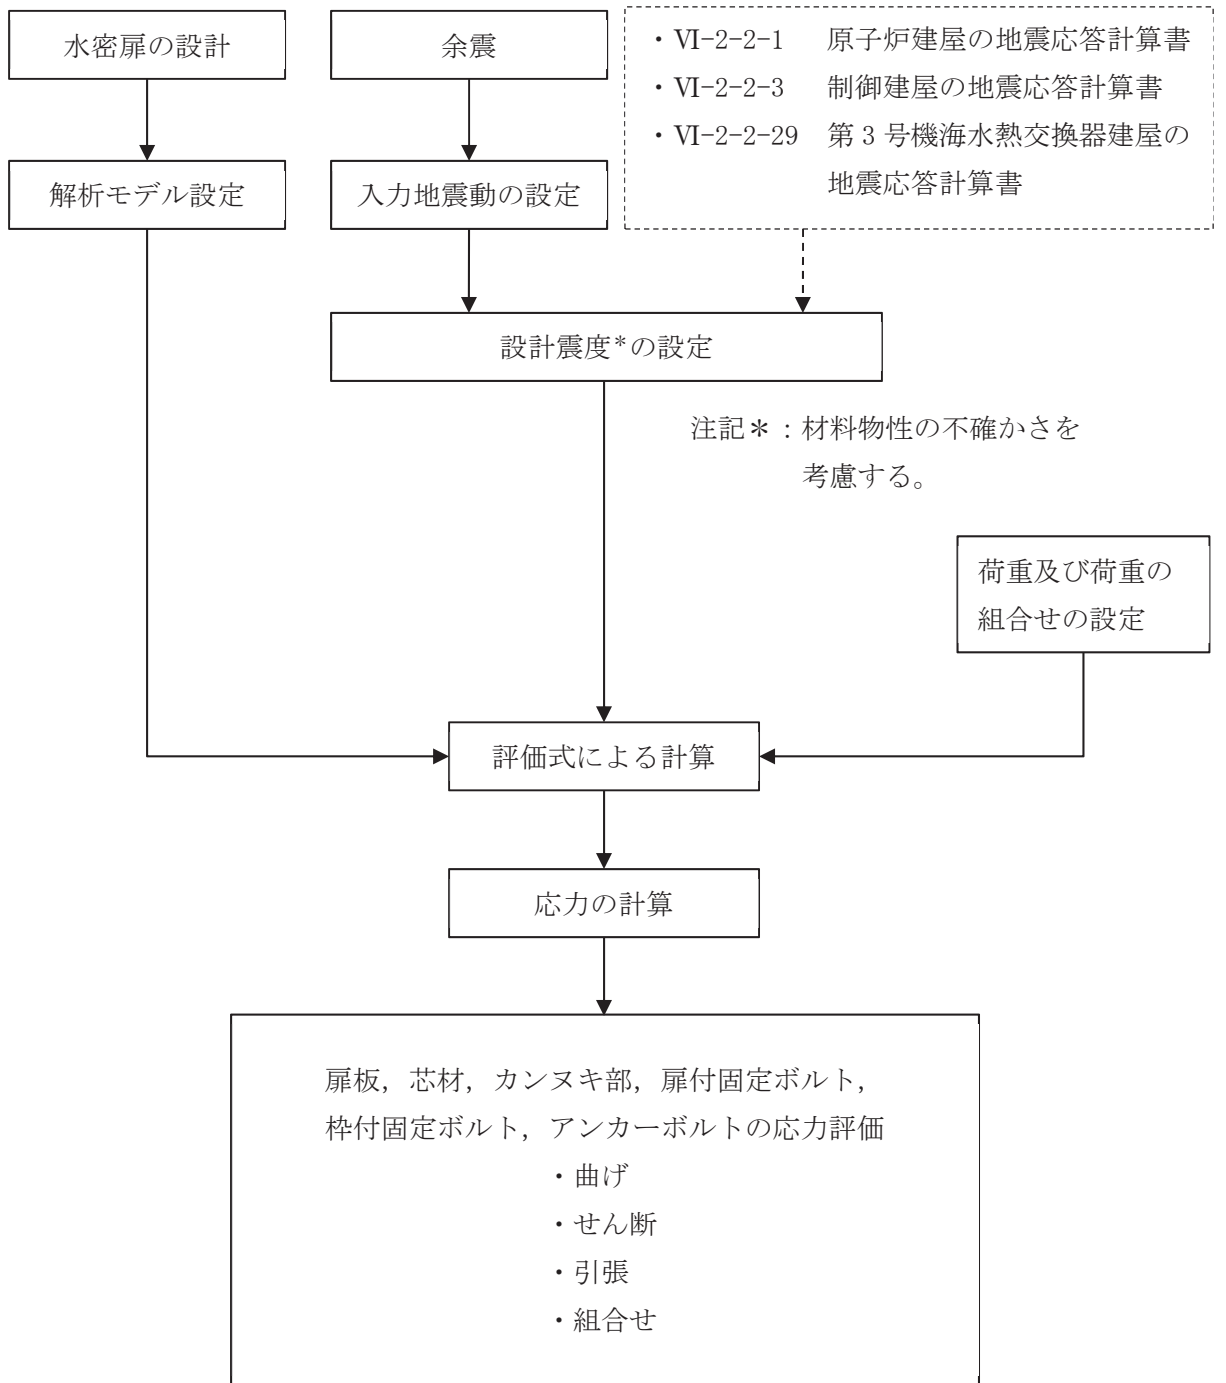 水密扉の設計
余震
・Ⅵ-2-2-1 原子炉建屋の地震応答計算書
・Ⅵ-2-2-3 制御建屋の地震応答計算書
・Ⅵ-2-2-29 第3号機海水熱交換器建屋の
地震応答計算書
解析モデル設定
入力地震動の設定
設計震度*の設定
注記＊：材料物性の不確かさを
考慮する。
荷重及び荷重の
組合せの設定
評価式による計算
応力の計算
扉板，芯材，カンヌキ部，扉付固定ボルト，
枠付固定ボルト，アンカーボルトの応力評価
・曲げ
・せん断
・引張
・組合せ